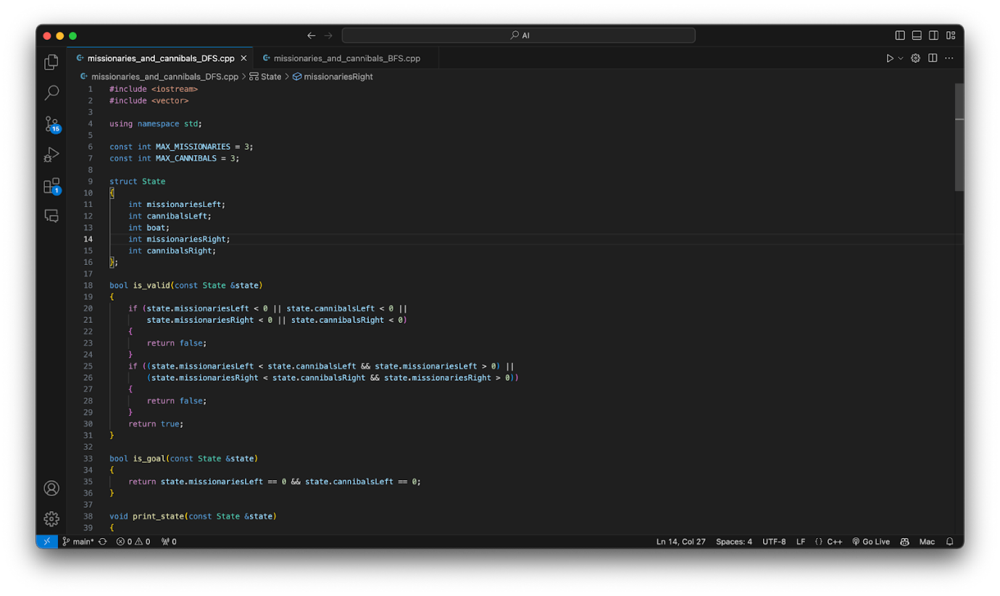 AI
missionaries_and_cannibals_DFS.cpp
missionaries_and_cannibals_BFS.cpp
missionaries_and_cannibals_DFS.cpp > State > missionariesRight
1 #include <iostream>
2 #include <vector>
3
4 using namespace std;
5
6 const int MAX_MISSIONARIES = 3;
7 const int MAX_CANNIBALS = 3;
8
9 struct State
10 {
11     int missionariesLeft;
12     int cannibalsLeft;
13     int boat;
14     int missionariesRight;
15     int cannibalsRight;
16 };
17
18 bool is_valid(const State &state)
19 {
20     if (state.missionariesLeft < 0 || state.cannibalsLeft < 0 ||
21         state.missionariesRight < 0 || state.cannibalsRight < 0)
22     {
23         return false;
24     }
25     if ((state.missionariesLeft < state.cannibalsLeft && state.missionariesLeft > 0) ||
26         (state.missionariesRight < state.cannibalsRight && state.missionariesRight > 0))
27     {
28         return false;
29     }
30     return true;
31 }
32
33 bool is_goal(const State &state)
34 {
35     return state.missionariesLeft == 0 && state.cannibalsLeft == 0;
36 }
37
38 void print_state(const State &state)
39 {
15
1
main* 0 0 0 Ln 14, Col 27 Spaces: 4 UTF-8 LF {} C++ Go Live Mac